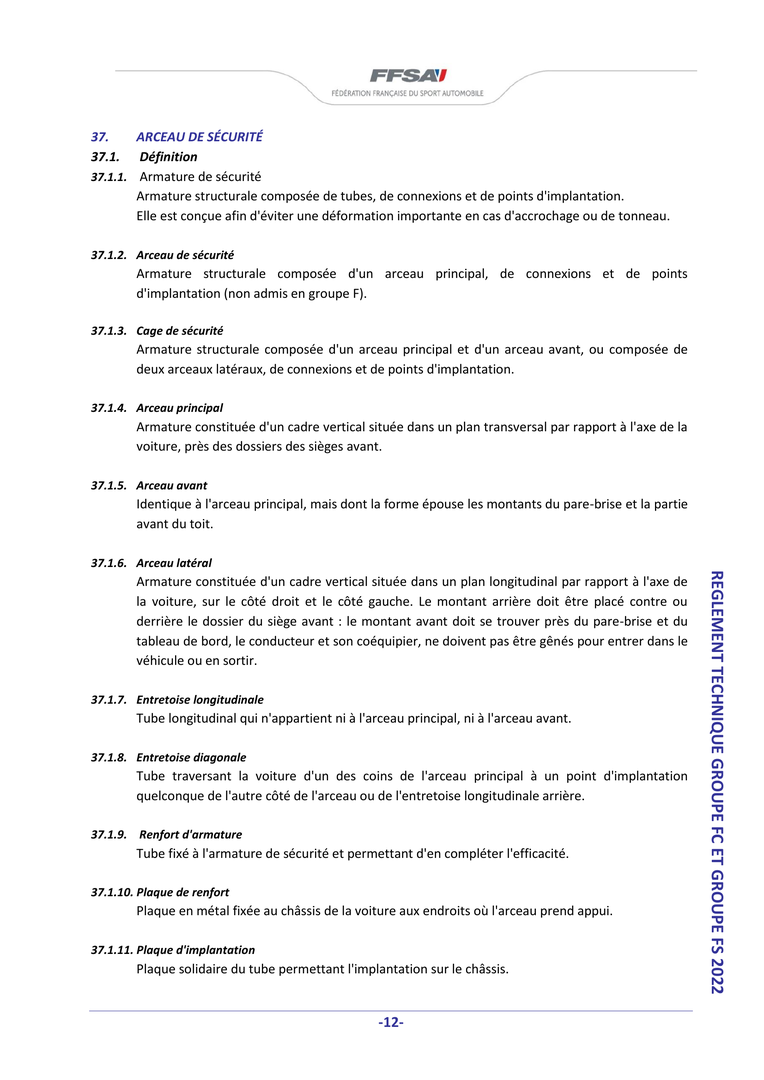 FFSA
FÉDÉRATION FRANÇAISE DU SPORT AUTOMOBILE
37. ARCEAU DE SÉCURITÉ
37.1. Définition
37.1.1. Armature de sécurité
Armature structurale composée de tubes, de connexions et de points d'implantation.
Elle est conçue afin d'éviter une déformation importante en cas d'accrochage ou de tonneau.
37.1.2. Arceau de sécurité
Armature structurale composée d'un arceau principal, de connexions et de points
d'implantation (non admis en groupe F).
37.1.3. Cage de sécurité
Armature structurale composée d'un arceau principal et d'un arceau avant, ou composée de
deux arceaux latéraux, de connexions et de points d'implantation.
37.1.4. Arceau principal
Armature constituée d'un cadre vertical située dans un plan transversal par rapport à l'axe de la
voiture, près des dossiers des sièges avant.
37.1.5. Arceau avant
Identique à l'arceau principal, mais dont la forme épouse les montants du pare-brise et la partie
avant du toit.
37.1.6. Arceau latéral
Armature constituée d'un cadre vertical située dans un plan longitudinal par rapport à l'axe de
la voiture, sur le côté droit et le côté gauche. Le montant arrière doit être placé contre ou
derrière le dossier du siège avant : le montant avant doit se trouver près du pare-brise et du
tableau de bord, le conducteur et son coéquipier, ne doivent pas être gênés pour entrer dans le
véhicule ou en sortir.
37.1.7. Entretoise longitudinale
Tube longitudinal qui n'appartient ni à l'arceau principal, ni à l'arceau avant.
37.1.8. Entretoise diagonale
Tube traversant la voiture d'un des coins de l'arceau principal à un point d'implantation
quelconque de l'autre côté de l'arceau ou de l'entretoise longitudinale arrière.
37.1.9. Renfort d'armature
Tube fixé à l'armature de sécurité et permettant d'en compléter l'efficacité.
37.1.10. Plaque de renfort
Plaque en métal fixée au châssis de la voiture aux endroits où l'arceau prend appui.
37.1.11. Plaque d'implantation
Plaque solidaire du tube permettant l'implantation sur le châssis.
REGLEMENT TECHNIQUE GROUPE FC ET GROUPE FS 2022
-12-